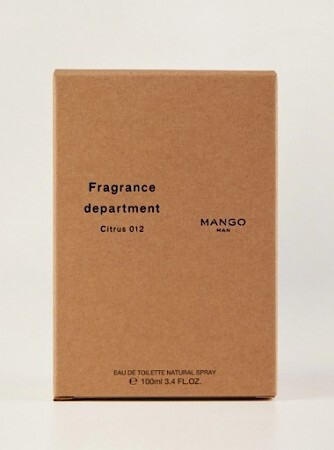 Fragrance
department
Citrus 012
MANGO
MAN
EAU DE TOILETTE NATURAL SPRAY
℮ 100ml 3.4 FL.OZ.